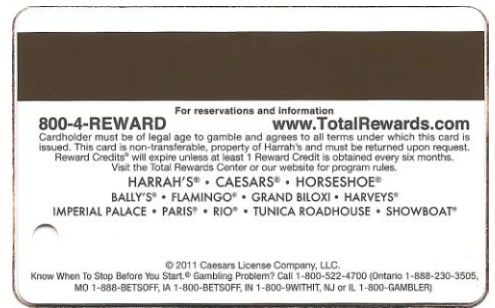 For reservations and information
800-4-REWARD www.TotalRewards.com
Cardholder must be of legal age to gamble and agrees to all terms under which this card is
issued. This card is non-transferable, property of Harrah's and must be returned upon request.
Reward Credits® will expire unless at least 1 Reward Credit is obtained every six months.
Visit the Total Rewards Center or our website for program rules.
HARRAH'S® • CAESARS® • HORSESHOE®
BALLY'S® • FLAMINGO® • GRAND BILOXI • HARVEYS®
IMPERIAL PALACE • PARIS® • RIO® • TUNICA ROADHOUSE • SHOWBOAT®
© 2011 Caesars License Company, LLC.
Know When To Stop Before You Start.® Gambling Problem? Call 1-800-522-4700 (Ontario 1-888-230-3505,
MO 1-888-BETSOFF, IA 1-800-BETSOFF, IN 1-800-9WITHIT, NJ or IL 1-800-GAMBLER)